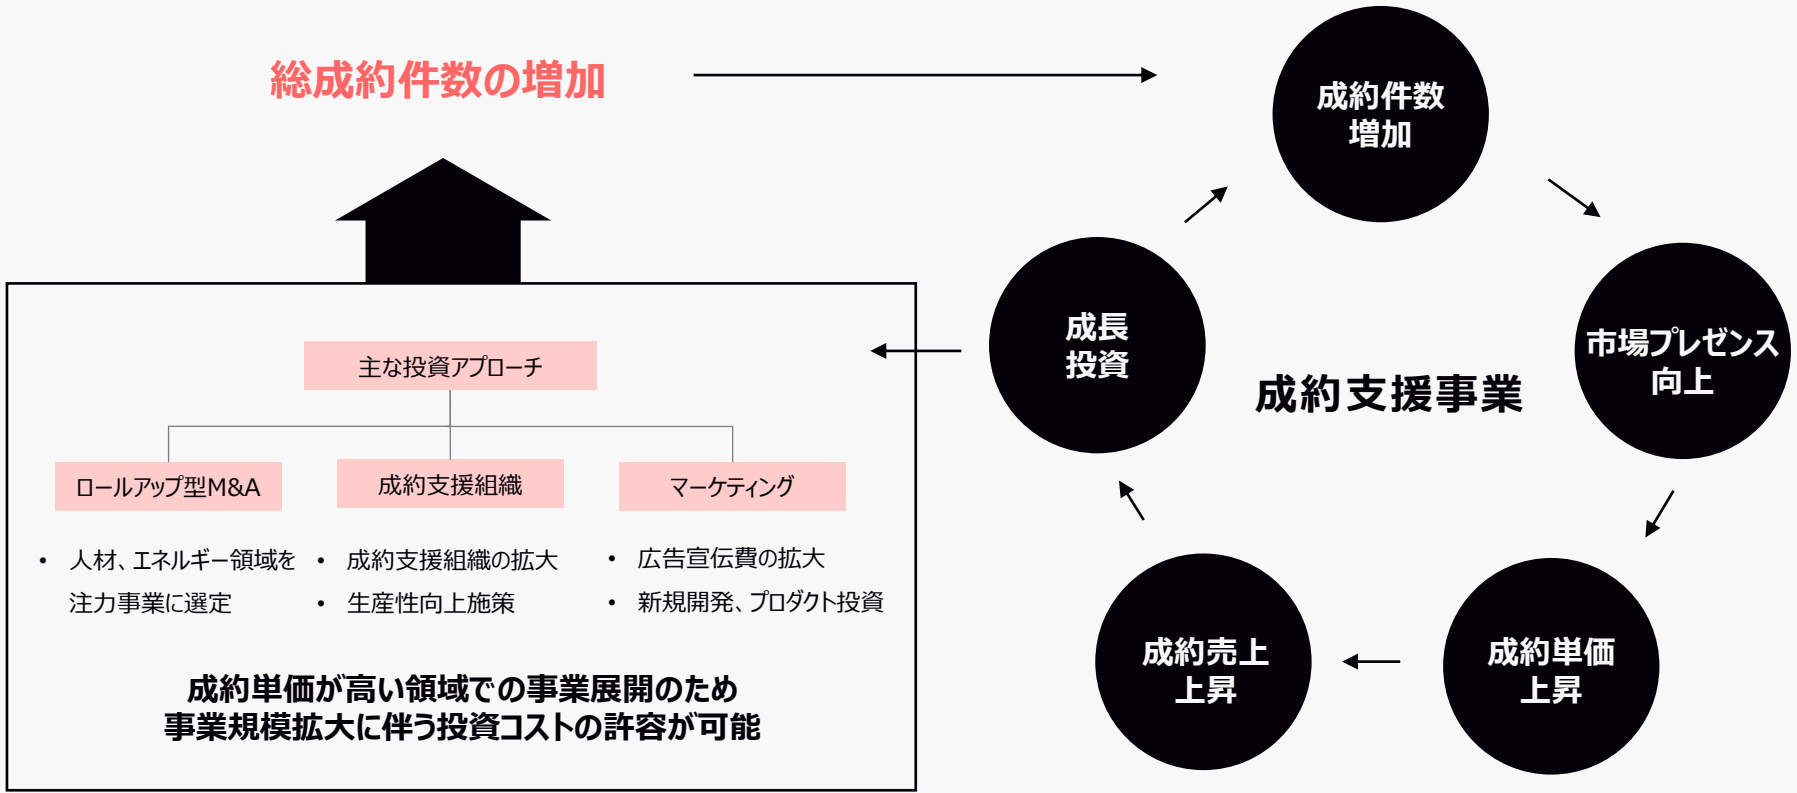 総成約件数の増加
成約件数
増加
成長
投資
市場プレゼンス
向上
成約支援事業
成約売上
上昇
成約単価
上昇
主な投資アプローチ
ロールアップ型M&A
成約支援組織
マーケティング
• 人材、エネルギー領域を
注力事業に選定
• 成約支援組織の拡大
• 生産性向上施策
• 広告宣伝費の拡大
• 新規開発、プロダクト投資
成約単価が高い領域での事業展開のため
事業規模拡大に伴う投資コストの許容が可能